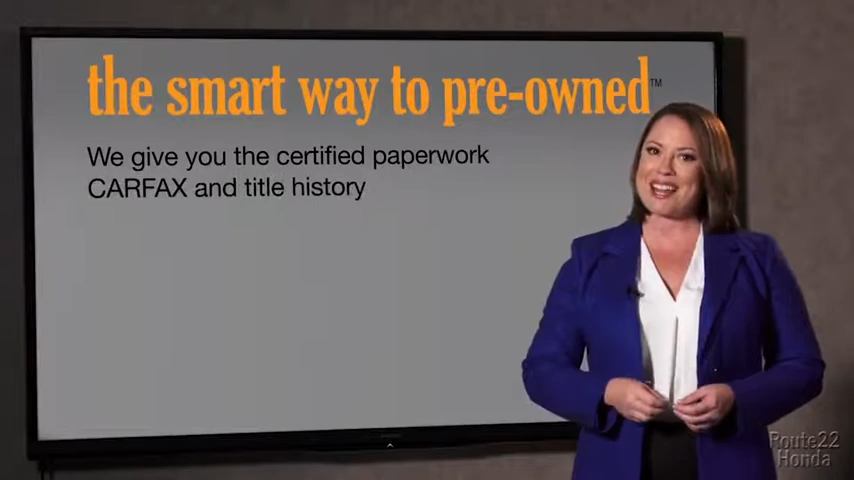 the smart way to pre-owned™
We give you the certified paperwork
CARFAX and title history
Route22
Honda